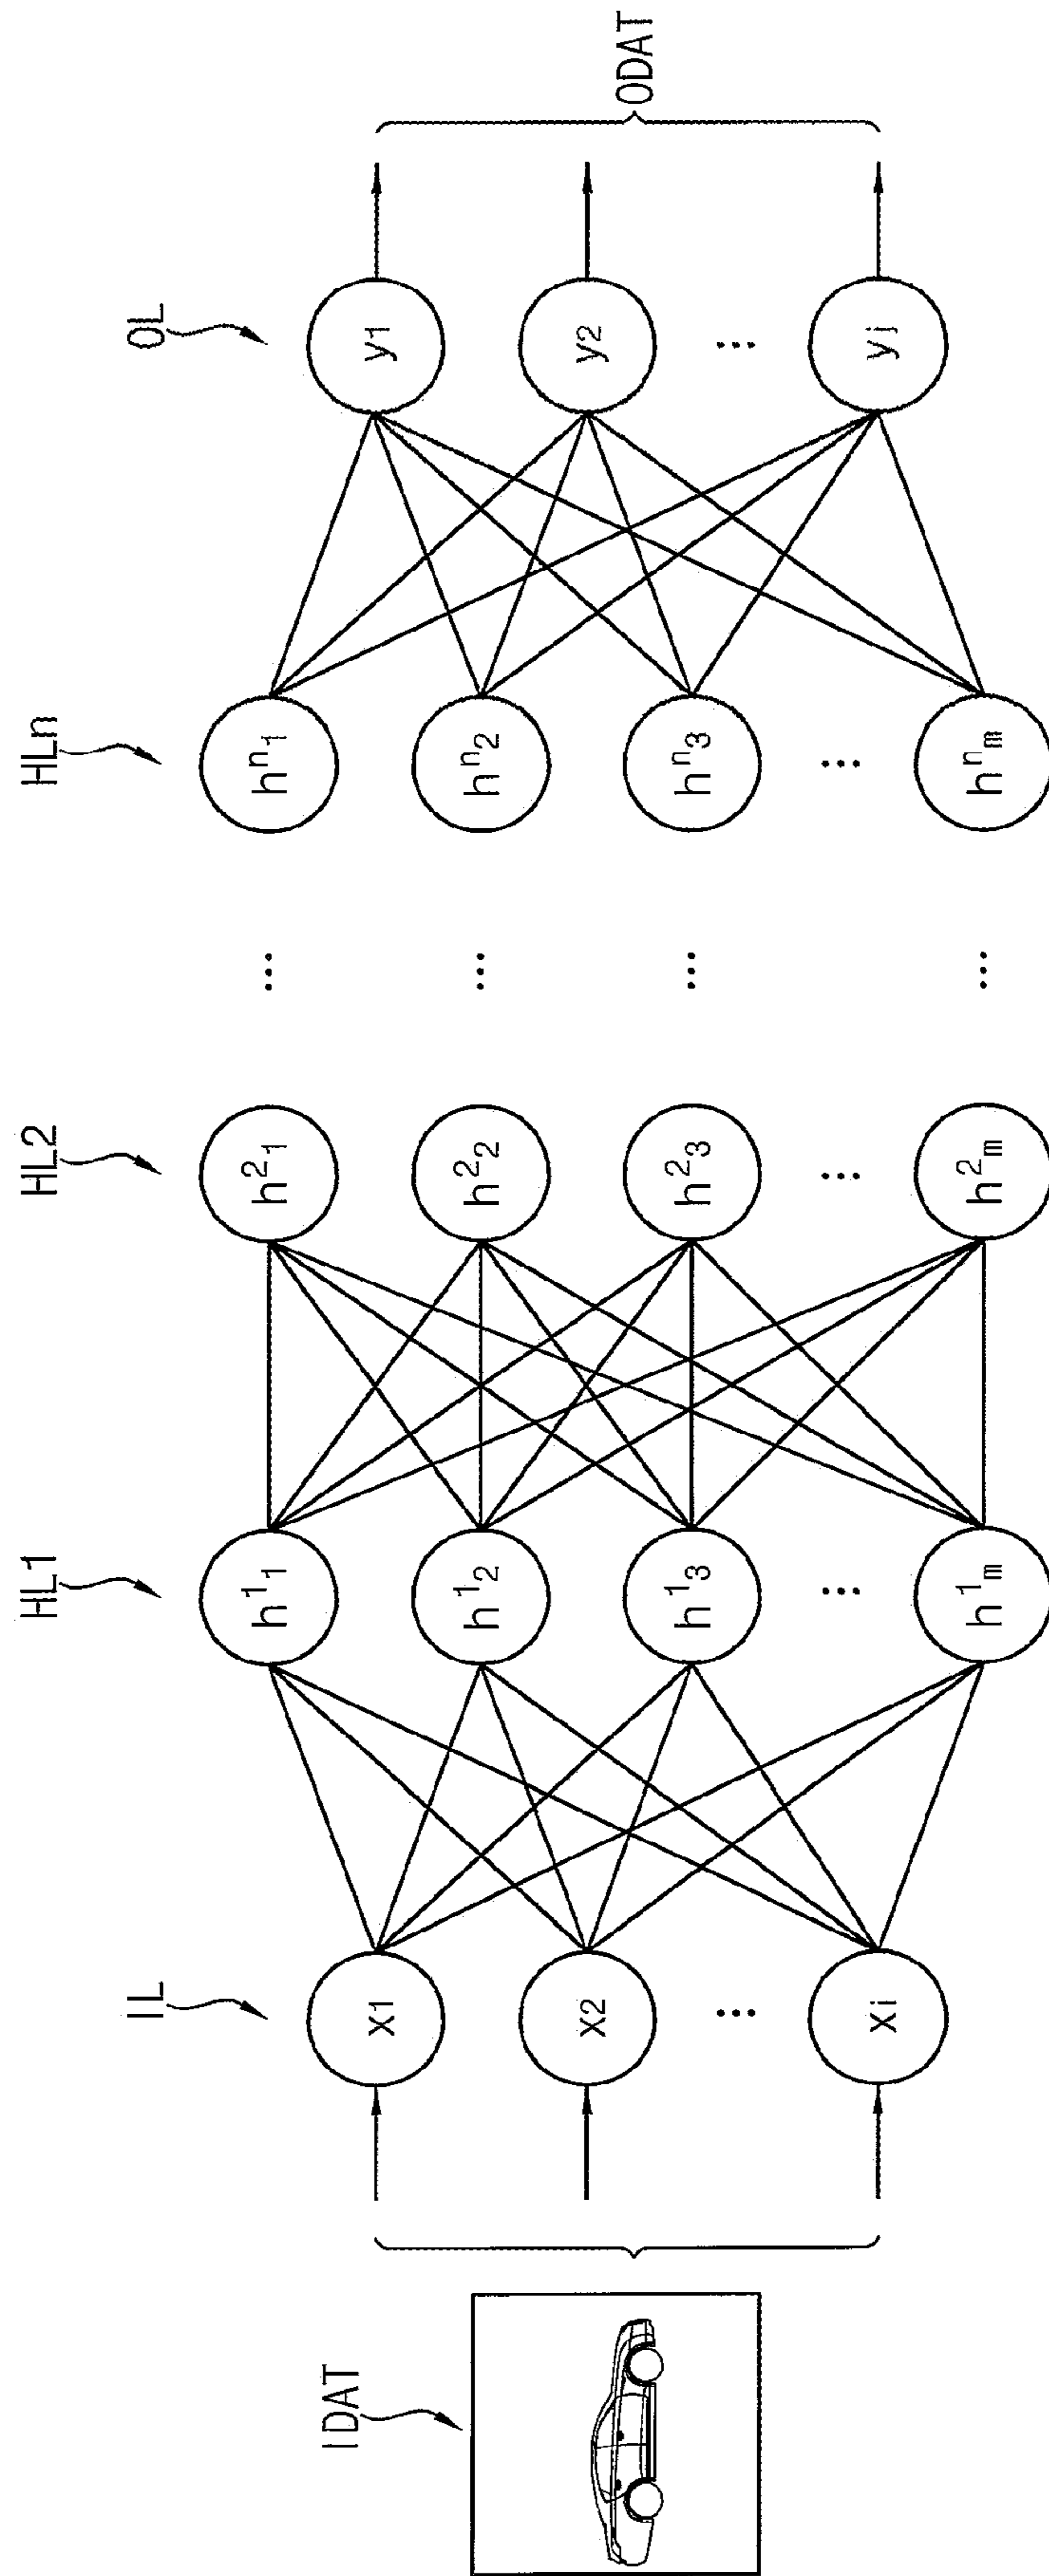 IDAT
IL
x1
x2
⋮
xi
HL1
h¹1
h¹2
h¹3
⋮
h¹m
HL2
h²1
h²2
h²3
⋮
h²m
...
...
...
...
HLn
hⁿ1
hⁿ2
hⁿ3
⋮
hⁿm
OL
y1
y2
⋮
yj
ODAT